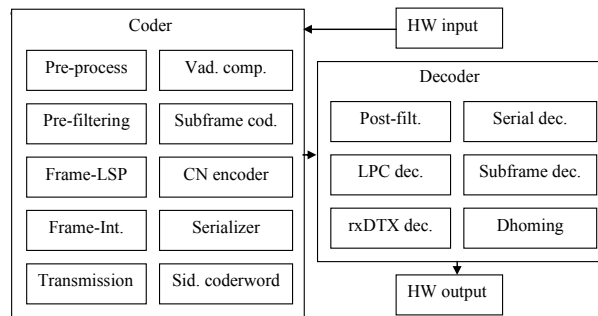 Coder
HW input
Pre-process
Vad. comp.
Pre-filtering
Subframe cod.
Frame-LSP
CN encoder
Frame-Int.
Serializer
Transmission
Sid. coderword
Decoder
Post-filt.
Serial dec.
LPC dec.
Subframe dec.
rxDTX dec.
Dhoming
HW output